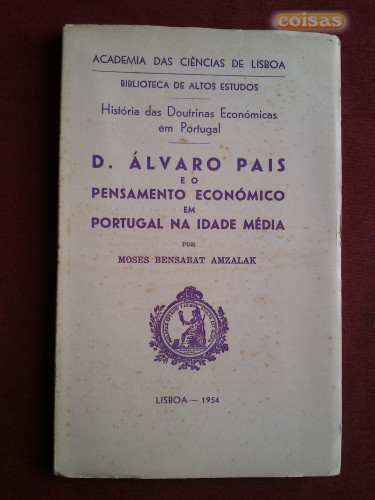 coisas
ACADEMIA DAS CIÊNCIAS DE LISBOA
BIBLIOTECA DE ALTOS ESTUDOS
História das Doutrinas Económicas
em Portugal
D. ÁLVARO PAIS
E O
PENSAMENTO ECONÓMICO
EM
PORTUGAL NA IDADE MÉDIA
POR
MOSES BENSABAT AMZALAK
LISBOA — 1954